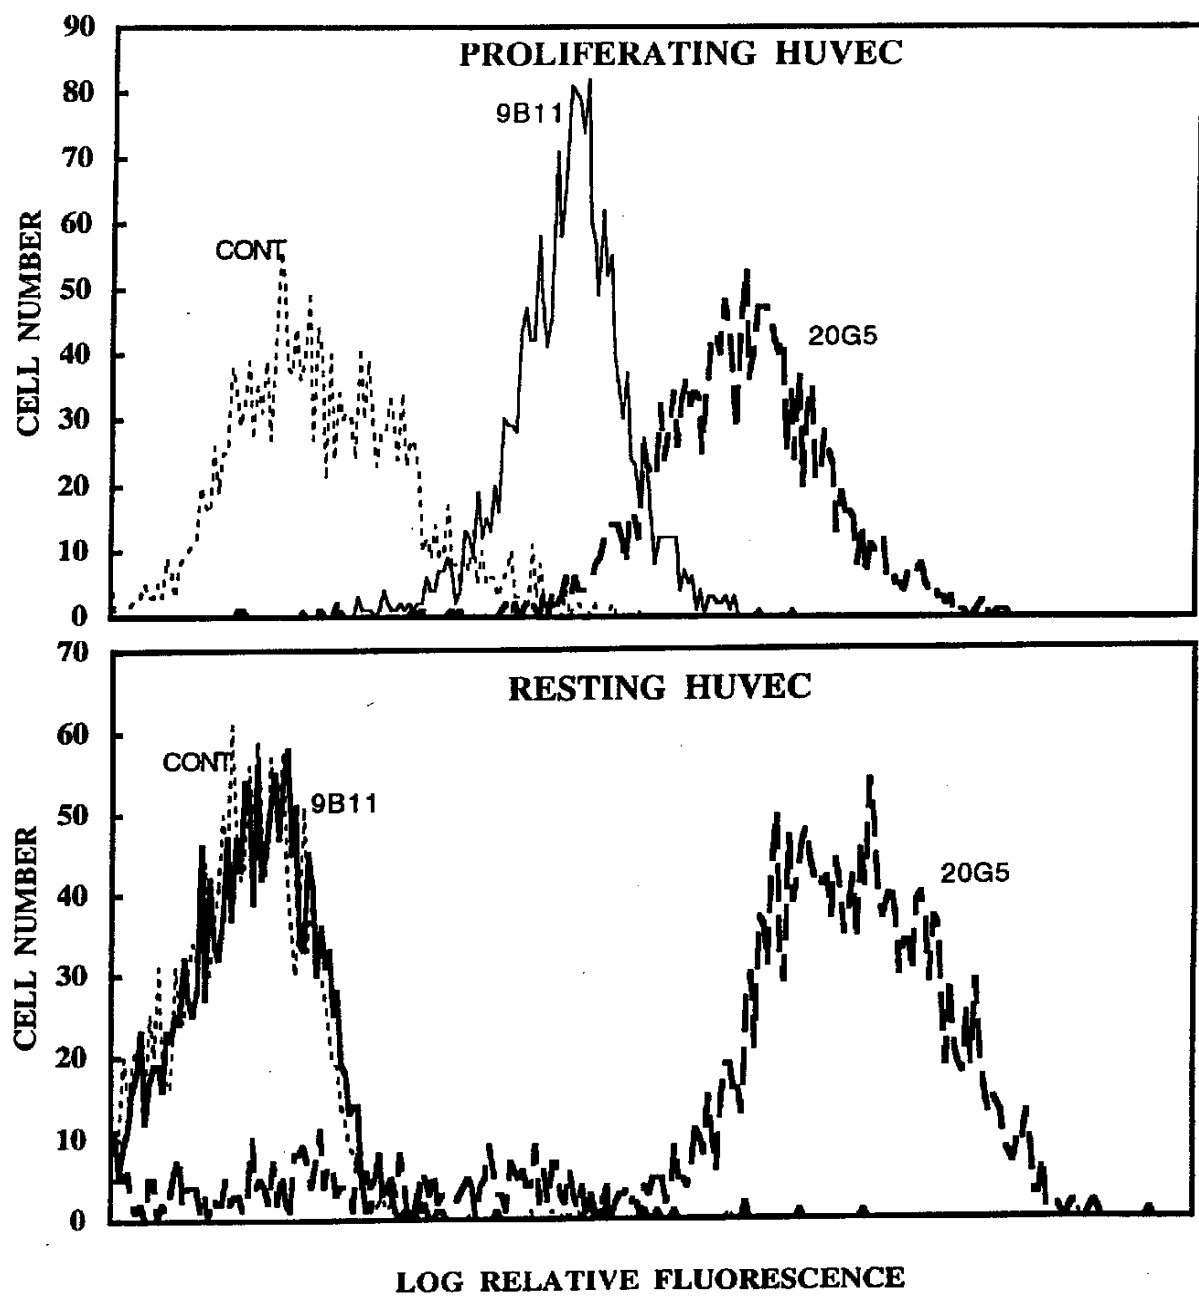 PROLIFERATING HUVEC
90
80
70
60
50
40
30
20
10
0
CELL NUMBER
9B11
CONT
20G5
RESTING HUVEC
70
60
50
40
30
20
10
0
CELL NUMBER
CONT
9B11
20G5
LOG RELATIVE FLUORESCENCE